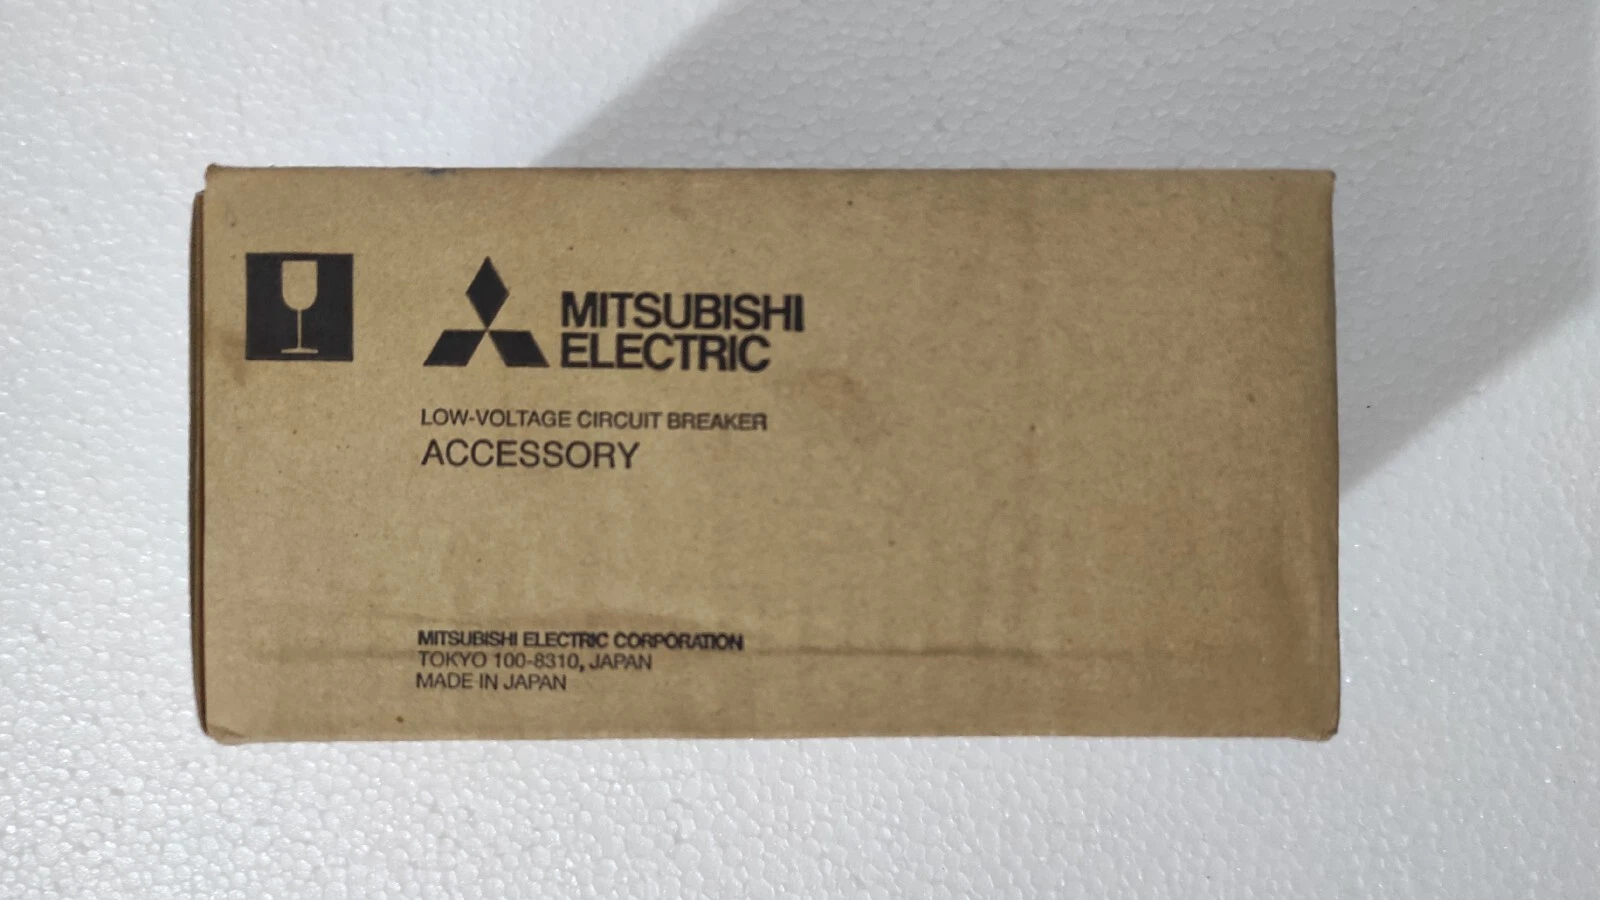 MITSUBISHI
ELECTRIC
LOW-VOLTAGE CIRCUIT BREAKER
ACCESSORY
MITSUBISHI ELECTRIC CORPORATION
TOKYO 100-8310, JAPAN
MADE IN JAPAN